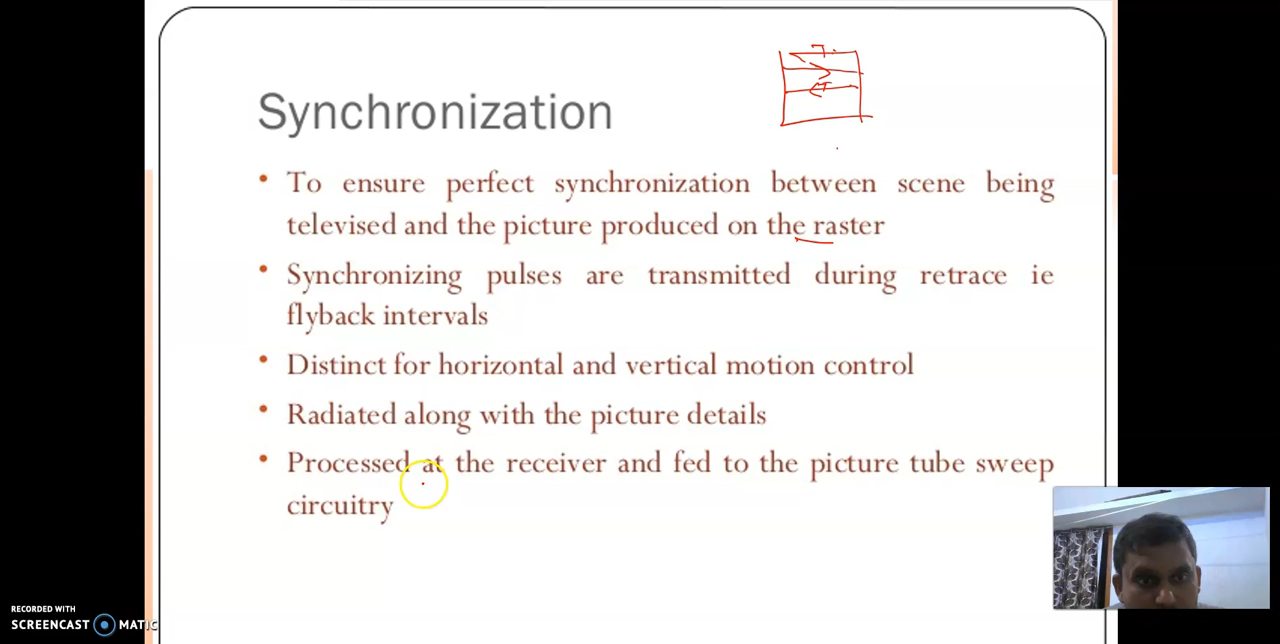 Synchronization
• To ensure perfect synchronization between scene being
televised and the picture produced on the raster
• Synchronizing pulses are transmitted during retrace ie
flyback intervals
• Distinct for horizontal and vertical motion control
• Radiated along with the picture details
• Processed at the receiver and fed to the picture tube sweep
circuitry
RECORDED WITH
SCREENCAST MATIC